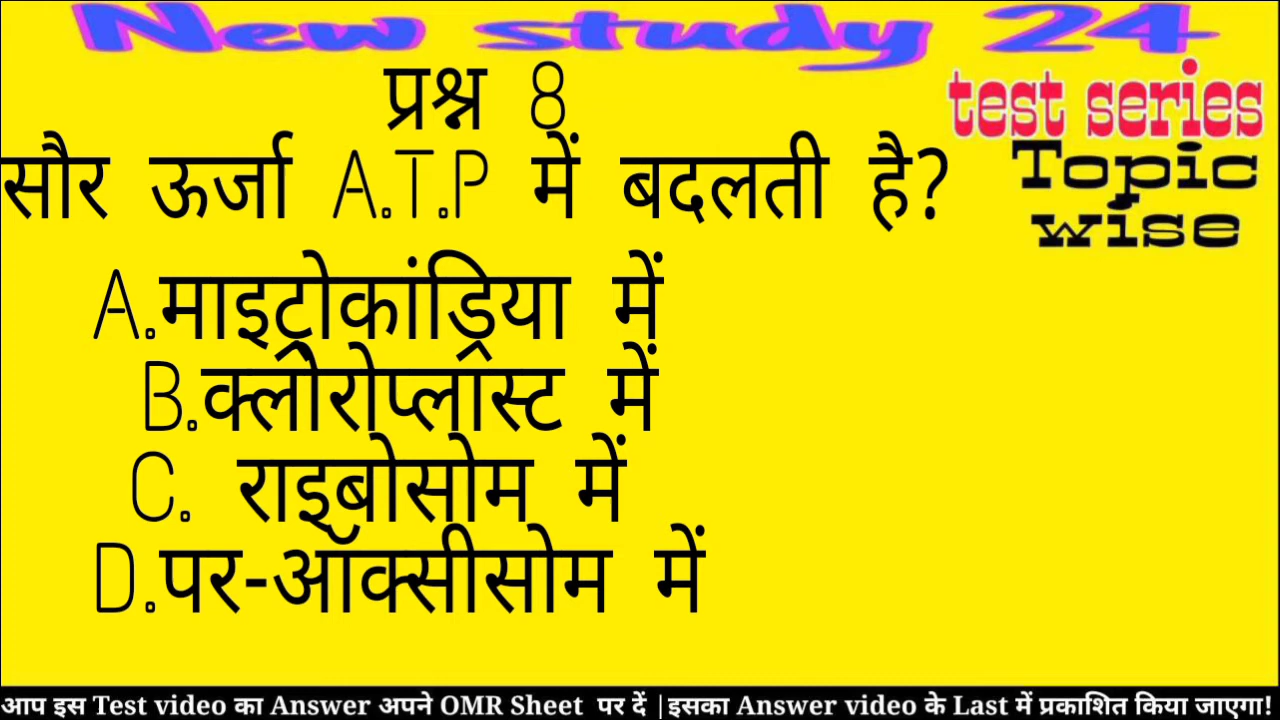 New study 24
प्रश्न 8
test series
Topic
wise
सौर ऊर्जा A.T.P में बदलती है?
A.माइट्रोकांड्रिया में
B.क्लोरोप्लास्ट में
C. राइबोसोम में
D.पर-ऑक्सीसोम में
आप इस Test video का Answer अपने OMR Sheet पर दें |इसका Answer video के Last में प्रकाशित किया जाएगा!